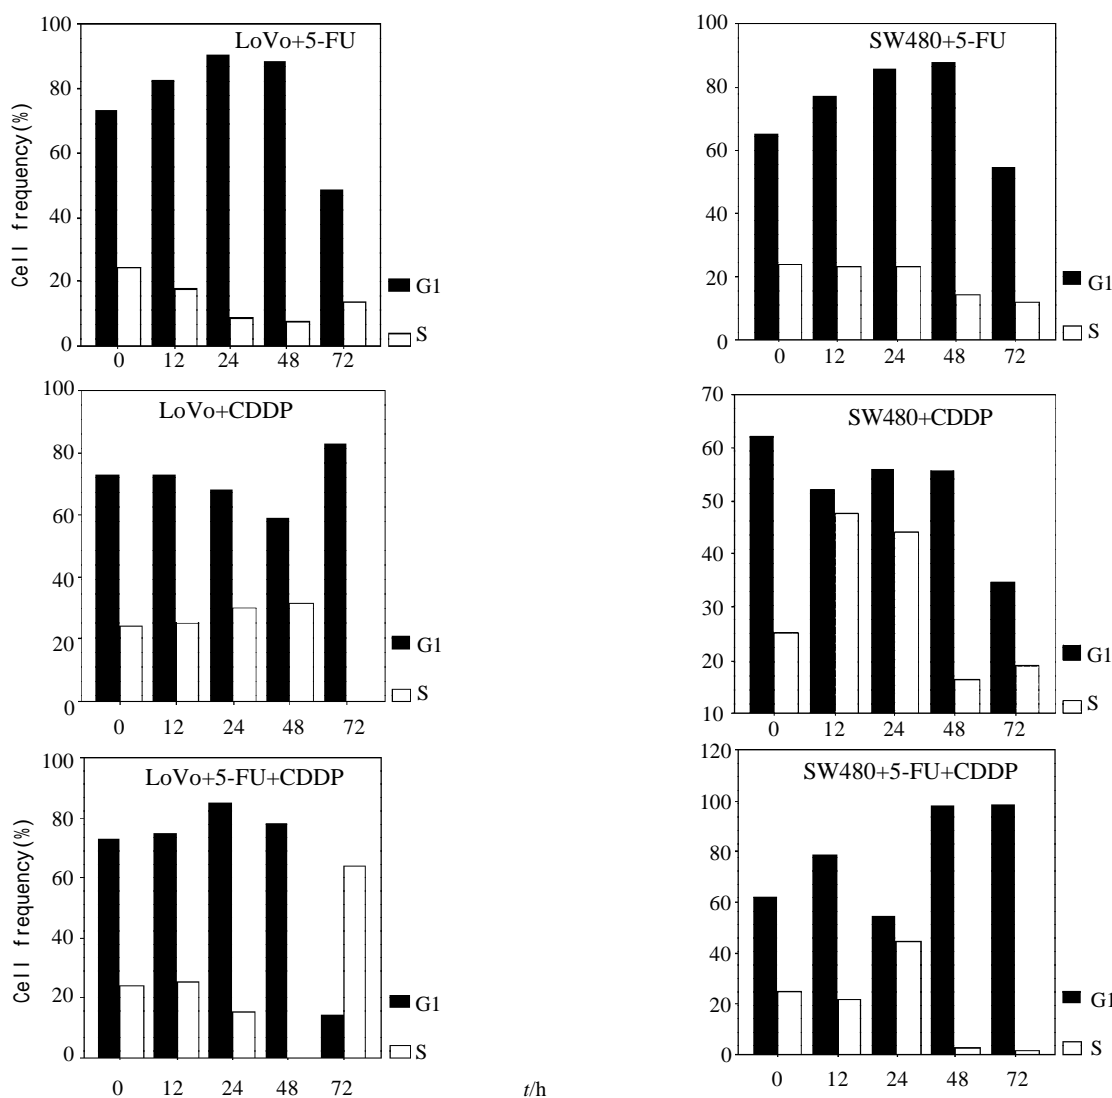 LoVo+5-FU
Cell frequency(%)
100
80
60
40
20
0
0 12 24 48 72
G1
S
SW480+5-FU
100
80
60
40
20
0
0 12 24 48 72
G1
S
LoVo+CDDP
100
80
60
40
20
0
0 12 24 48 72
G1
S
SW480+CDDP
70
60
50
40
30
20
10
0 12 24 48 72
G1
S
LoVo+5-FU+CDDP
Cell frequency(%)
100
80
60
40
20
0
0 12 24 48 72
G1
S
SW480+5-FU+CDDP
120
100
80
60
40
20
0
0 12 24 48 72
G1
S
t/h